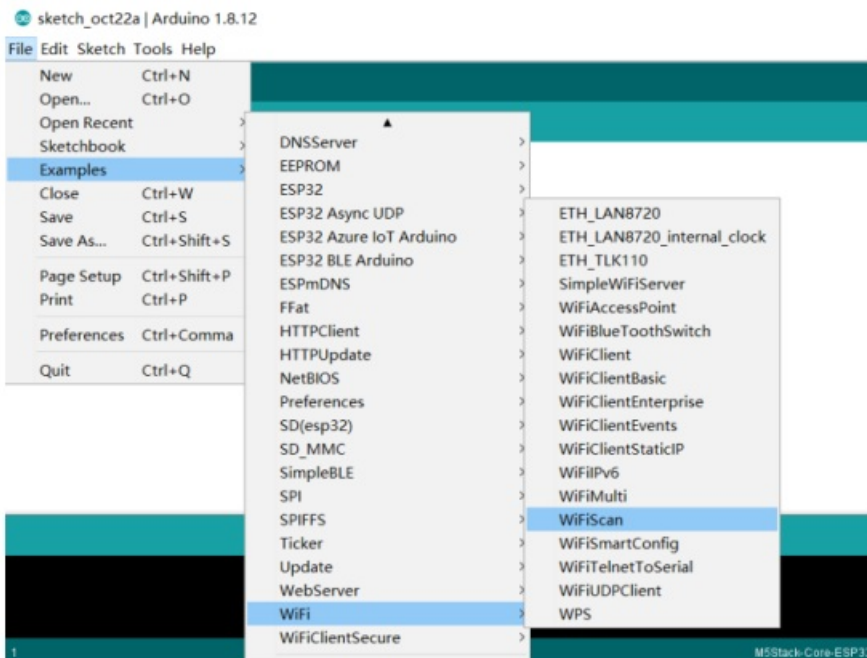 sketch_oct22a | Arduino 1.8.12
File Edit Sketch Tools Help
New Ctrl+N
Open... Ctrl+O
Open Recent
Sketchbook
Examples
Close Ctrl+W
Save Ctrl+S
Save As... Ctrl+Shift+S
Page Setup Ctrl+Shift+P
Print Ctrl+P
Preferences Ctrl+Comma
Quit Ctrl+Q
DNSServer
EEPROM
ESP32
ESP32 Async UDP
ESP32 Azure IoT Arduino
ESP32 BLE Arduino
ESPmDNS
FFat
HTTPClient
HTTPUpdate
NetBIOS
Preferences
SD(esp32)
SD_MMC
SimpleBLE
SPI
SPIFFS
Ticker
Update
WebServer
WiFi
WiFiClientSecure
ETH_LAN8720
ETH_LAN8720_internal_clock
ETH_TLK110
SimpleWiFiServer
WiFiAccessPoint
WiFiBlueToothSwitch
WiFiClient
WiFiClientBasic
WiFiClientEnterprise
WiFiClientEvents
WiFiClientStaticIP
WiFiIPv6
WiFiMulti
WiFiScan
WiFiSmartConfig
WiFiTelnetToSerial
WiFiUDPClient
WPS
1 M5Stack-Core-ESP3